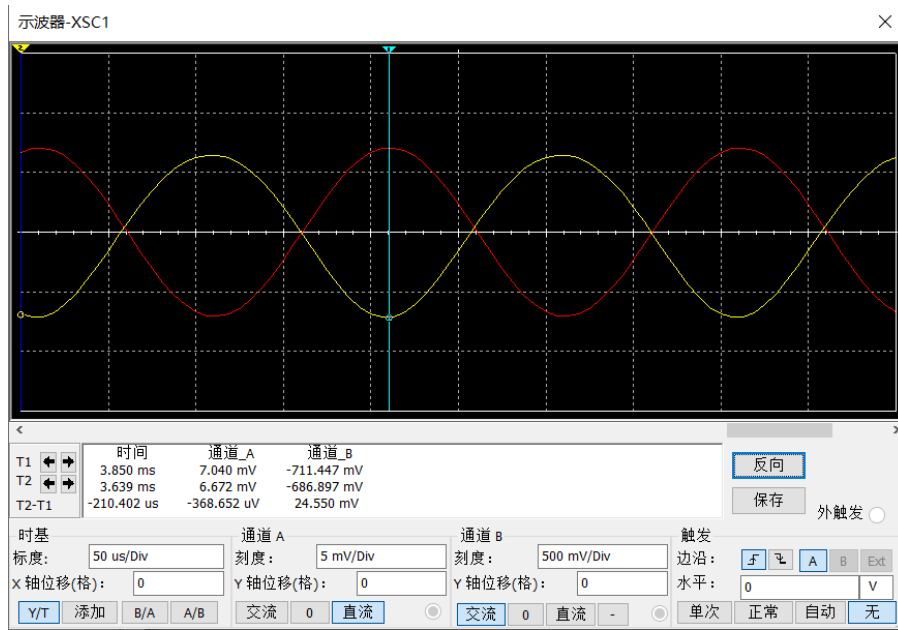 示波器-XSC1
2
1
时间 通道_A 通道_B
T1 3.850 ms 7.040 mV -711.447 mV
T2 3.639 ms 6.672 mV -686.897 mV
T2-T1 -210.402 us -368.652 uV 24.550 mV
反向
保存
外触发
时基
标度: 50 us/Div
X 轴位移(格): 0
Y/T 添加 B/A A/B
通道 A
刻度: 5 mV/Div
Y 轴位移(格): 0
交流 0 直流
通道 B
刻度: 500 mV/Div
Y 轴位移(格): 0
交流 0 直流 -
触发
边沿: A B Ext
水平: 0 V
单次 正常 自动 无